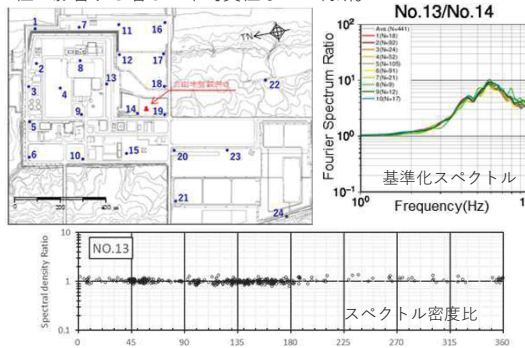 No.13/No.14
1 7 11 16
TN
12 17
2 8
13
22
3 4 18
9 14 19
5
6 10 15 20 23
21
24
Fourier Spectrum Ratio
10²
10¹
10⁰
10⁻¹
10⁰
Ave.(N=441)
1(N=18)
2(N=92)
3(N=24)
4(N=52)
5(N=105)
6(N=91)
7(N=21)
8(N=9)
9(N=12)
10(N=17)
基準化スペクトル
Frequency(Hz)
Spectral density Ratio
10
1
0.1
NO.13
スペクトル密度比
0 45 90 135 180 225 270 315 360